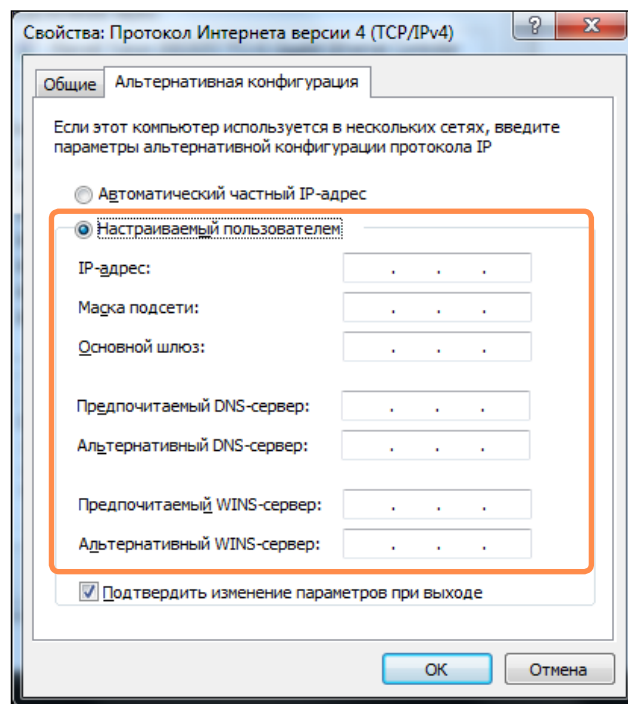 Свойства: Протокол Интернета версии 4 (TCP/IPv4)
Общие
Альтернативная конфигурация
Если этот компьютер используется в нескольких сетях, введите
параметры альтернативной конфигурации протокола IP
Автоматический частный IP-адрес
Настраиваемый пользователем
IP-адрес: . . .
Маска подсети: . . .
Основной шлюз: . . .
Предпочитаемый DNS-сервер: . . .
Альтернативный DNS-сервер: . . .
Предпочитаемый WINS-сервер: . . .
Альтернативный WINS-сервер: . . .
Подтвердить изменение параметров при выходе
OK
Отмена